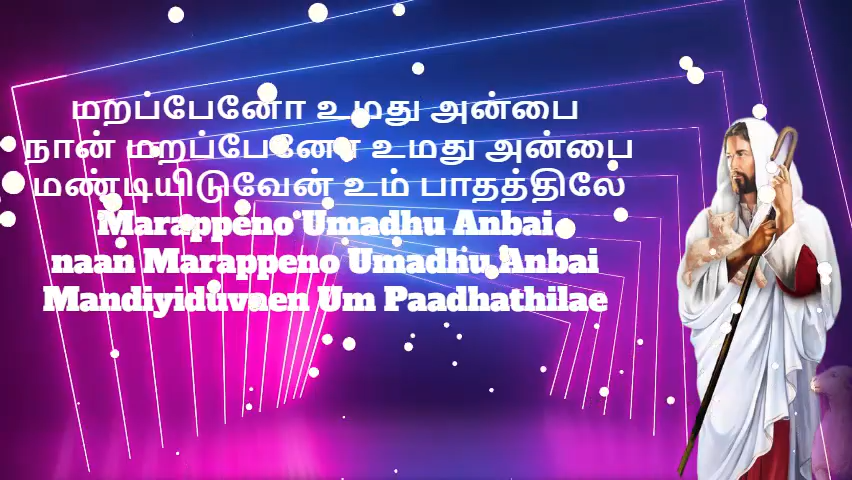 மறப்பேனோ உமது அன்பை
நான் மறப்பேனோ உமது அன்பை
மண்டியிடுவேன் உம் பாதத்திலே
Marappeno Umadhu Anbai
naan Marappeno Umadhu Anbai
Mandiyiduvaen Um Paadhathilae